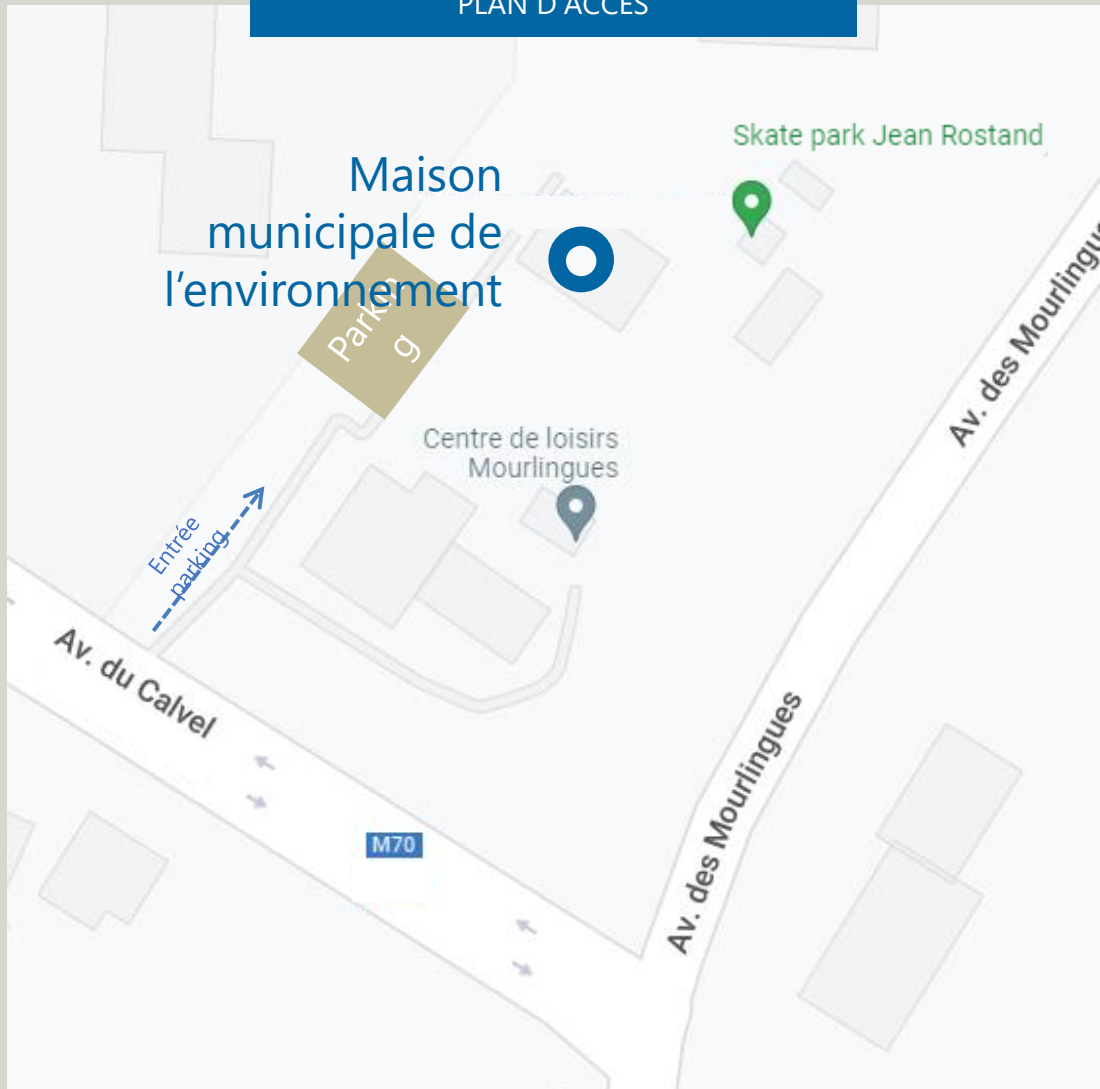 PLAN D'ACCÈS
Skate park Jean Rostand
Maison
municipale de
l'environnement
Parkin
g
Av. des Mourlingues
Centre de loisirs
Mourlingues
Entrée
parking
Av. du Calvel
Av. des Mourlingues
M70